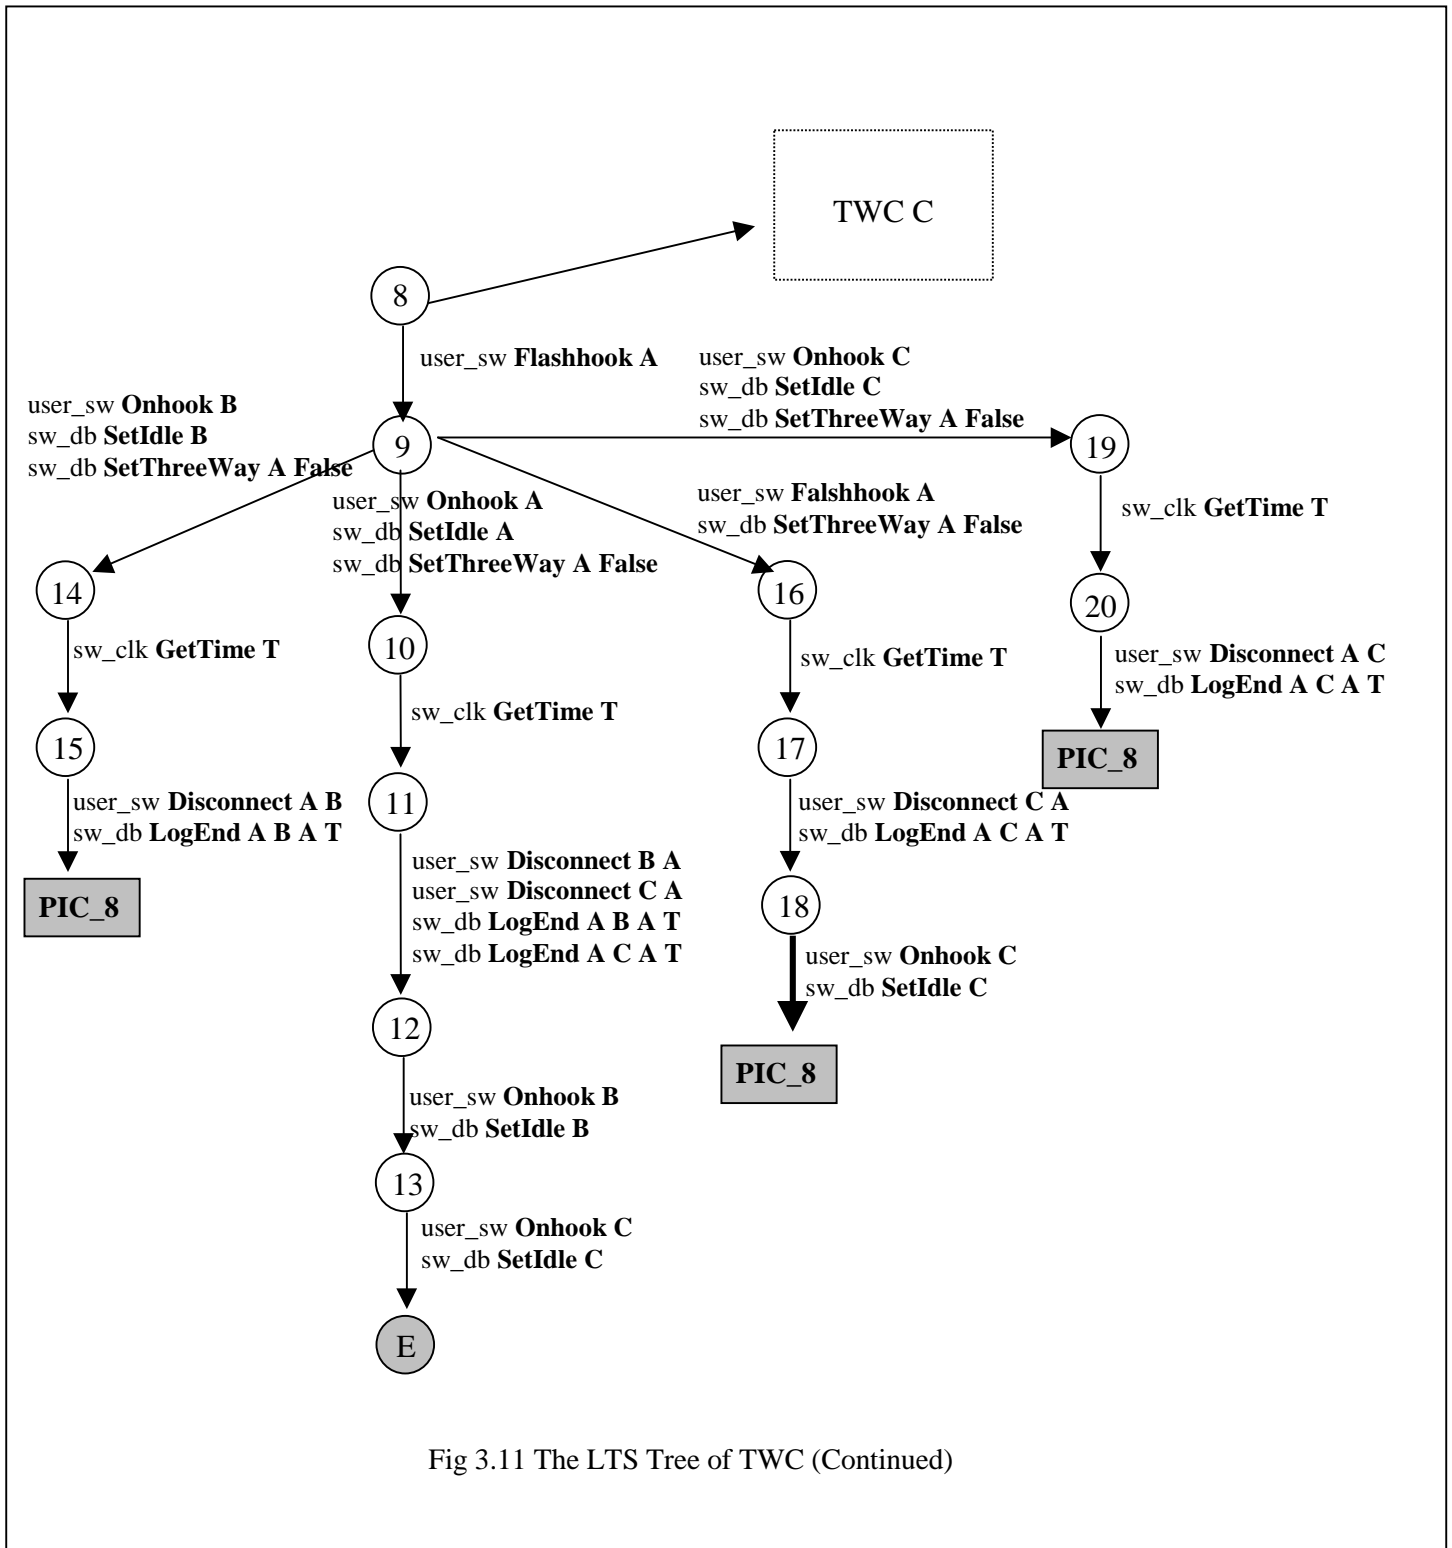 TWC C
8
user_sw Flashhook A
user_sw Onhook C
sw_db SetIdle C
sw_db SetThreeWay A False
user_sw Onhook B
sw_db SetIdle B
sw_db SetThreeWay A False
9
19
user_sw Onhook A
sw_db SetIdle A
sw_db SetThreeWay A False
user_sw Falshhook A
sw_db SetThreeWay A False
sw_clk GetTime T
14
16
20
10
sw_clk GetTime T
sw_clk GetTime T
user_sw Disconnect A C
sw_db LogEnd A C A T
sw_clk GetTime T
15
17
PIC_8
11
user_sw Disconnect A B
sw_db LogEnd A B A T
user_sw Disconnect C A
sw_db LogEnd A C A T
user_sw Disconnect B A
user_sw Disconnect C A
sw_db LogEnd A B A T
sw_db LogEnd A C A T
PIC_8
18
user_sw Onhook C
sw_db SetIdle C
12
PIC_8
user_sw Onhook B
sw_db SetIdle B
13
user_sw Onhook C
sw_db SetIdle C
E
Fig 3.11 The LTS Tree of TWC (Continued)